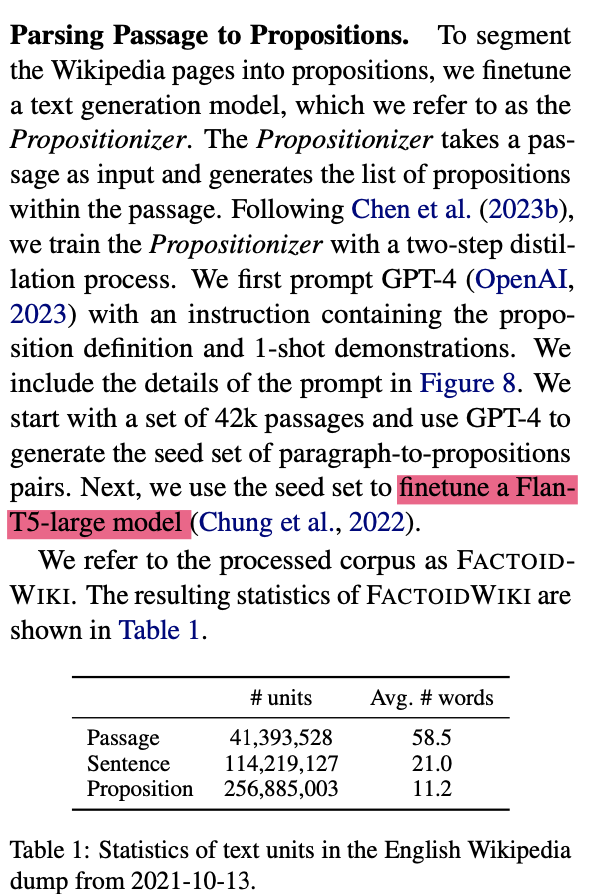 Parsing Passage to Propositions. To segment
the Wikipedia pages into propositions, we finetune
a text generation model, which we refer to as the
Propositionizer. The Propositionizer takes a pas-
sage as input and generates the list of propositions
within the passage. Following Chen et al. (2023b),
we train the Propositionizer with a two-step distil-
lation process. We first prompt GPT-4 (OpenAI,
2023) with an instruction containing the propo-
sition definition and 1-shot demonstrations. We
include the details of the prompt in Figure 8. We
start with a set of 42k passages and use GPT-4 to
generate the seed set of paragraph-to-propositions
pairs. Next, we use the seed set to finetune a Flan-
T5-large model (Chung et al., 2022).
We refer to the processed corpus as FACTOID-
WIKI. The resulting statistics of FACTOIDWIKI are
shown in Table 1.
# units Avg. # words
Passage 41,393,528 58.5
Sentence 114,219,127 21.0
Proposition 256,885,003 11.2
Table 1: Statistics of text units in the English Wikipedia
dump from 2021-10-13.